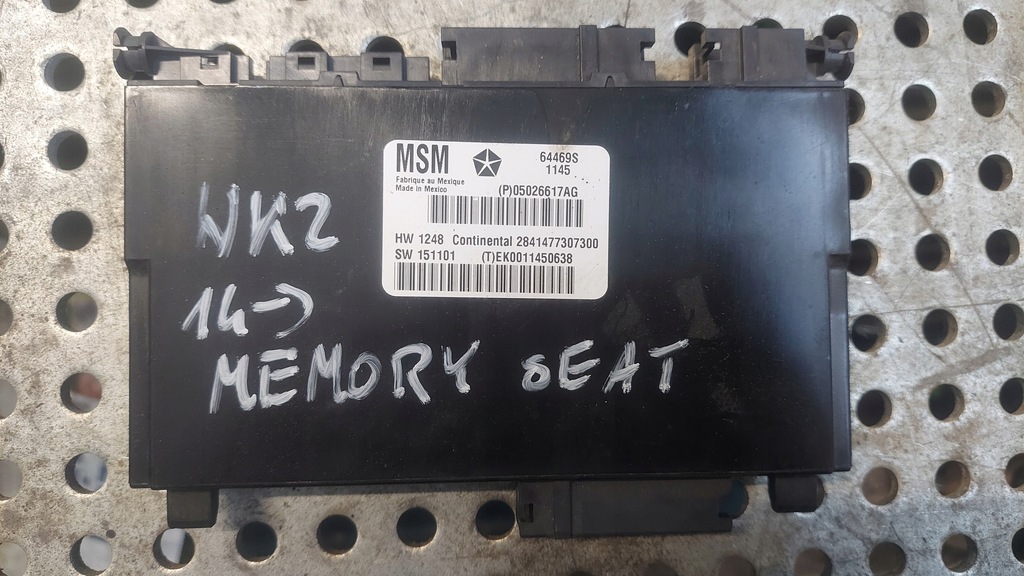 MSM
64469S
1145
Fabrique au Mexique
Made in Mexico
(P)05026617AG
HW 1248 Continental 2841477307300
SW 151101 (T)EK0011450638
WK2
14->
MEMORY SEAT